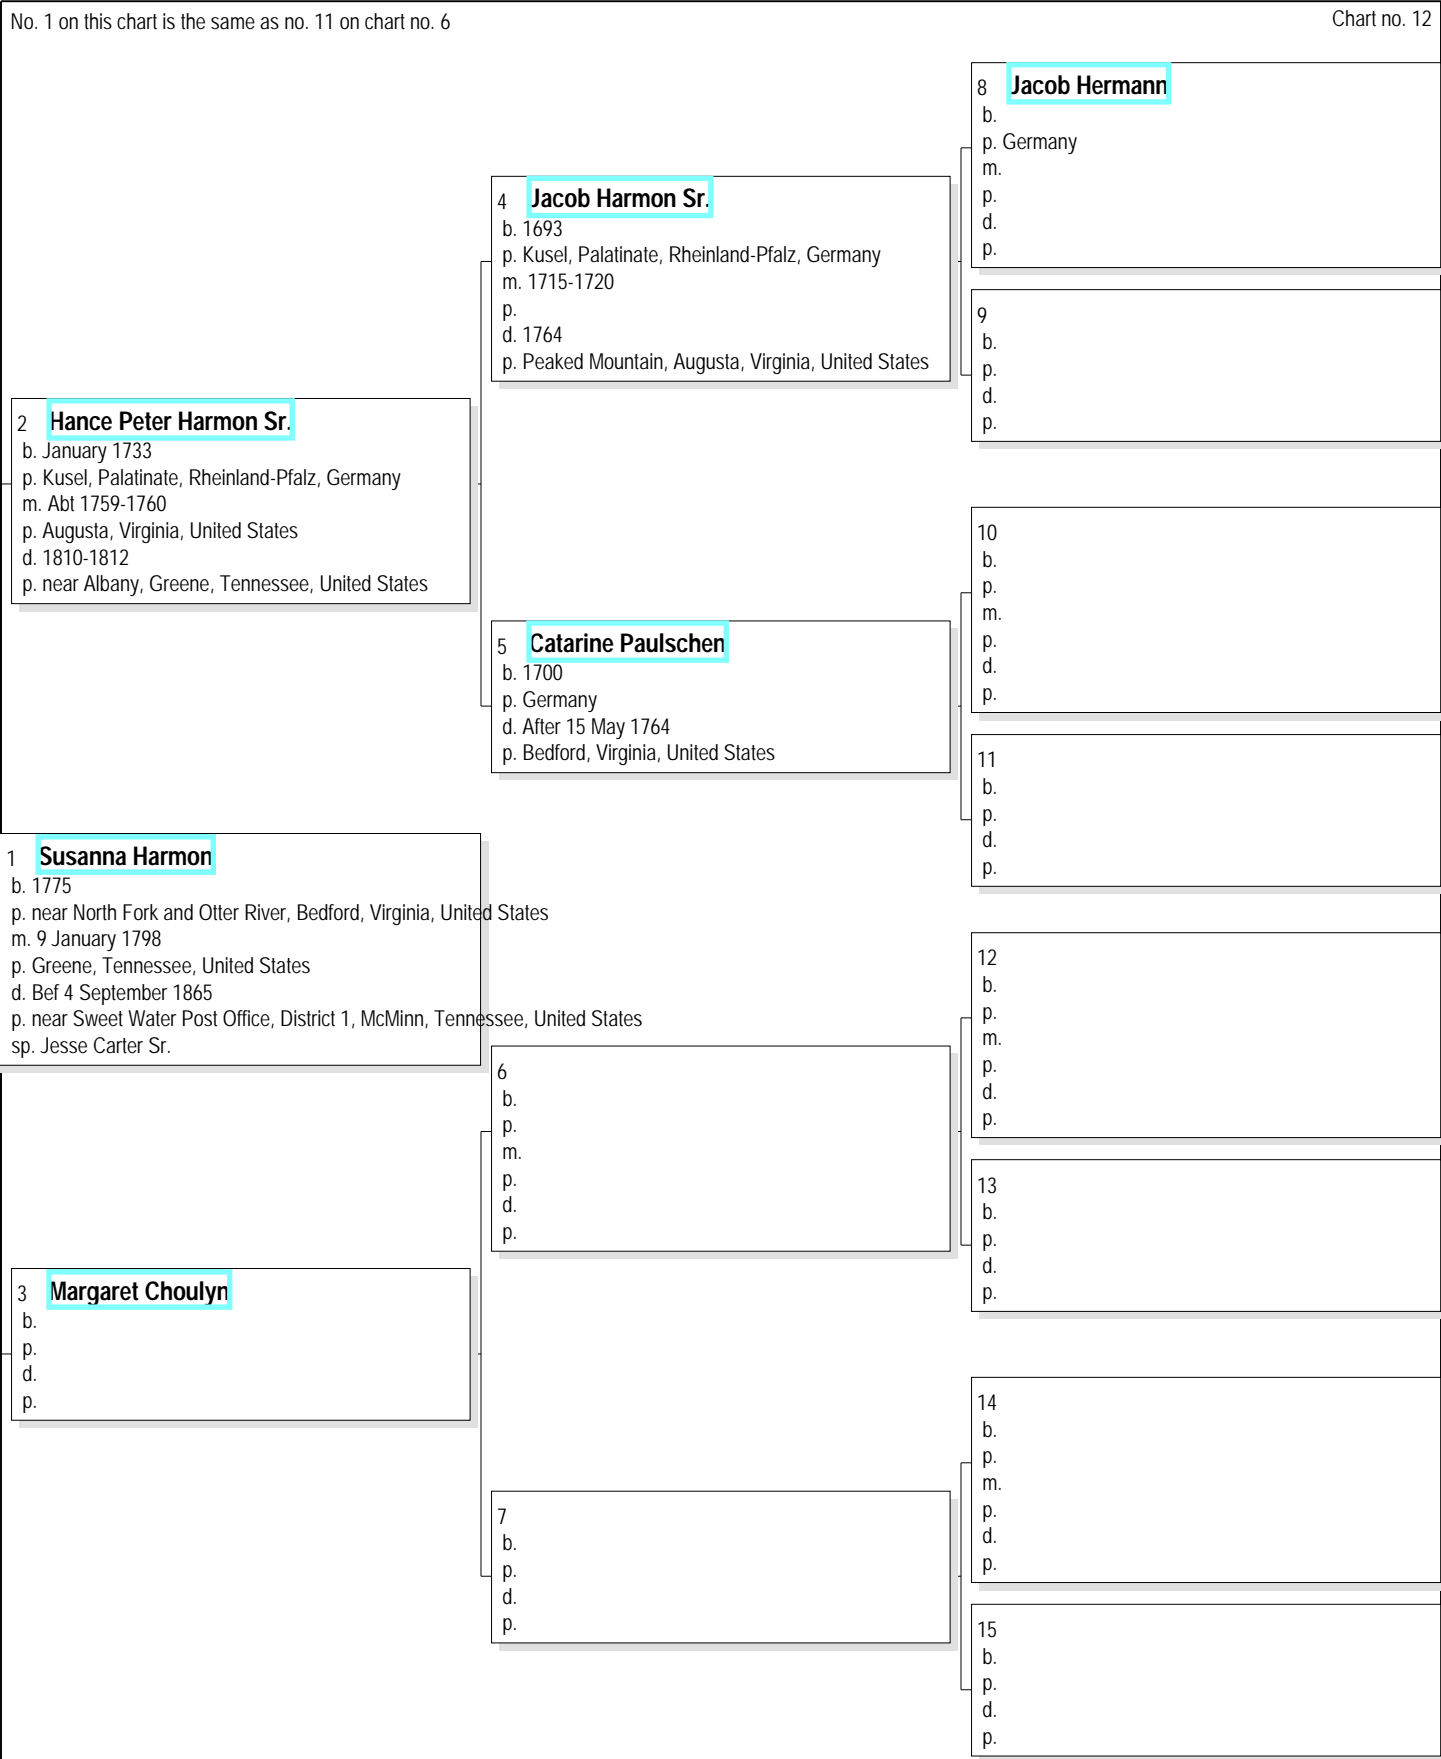 No. 1 on this chart is the same as no. 11 on chart no. 6
Chart no. 12
8 Jacob Hermann
b.
p. Germany
m.
p.
d.
p.
4 Jacob Harmon Sr.
b. 1693
p. Kusel, Palatinate, Rheinland-Pfalz, Germany
m. 1715-1720
p.
d. 1764
p. Peaked Mountain, Augusta, Virginia, United States
9
b.
p.
d.
p.
2 Hance Peter Harmon Sr.
b. January 1733
p. Kusel, Palatinate, Rheinland-Pfalz, Germany
m. Abt 1759-1760
p. Augusta, Virginia, United States
d. 1810-1812
p. near Albany, Greene, Tennessee, United States
10
b.
p.
m.
p.
d.
p.
5 Catarine Paulschen
b. 1700
p. Germany
d. After 15 May 1764
p. Bedford, Virginia, United States
11
b.
p.
d.
p.
1 Susanna Harmon
b. 1775
p. near North Fork and Otter River, Bedford, Virginia, United States
m. 9 January 1798
p. Greene, Tennessee, United States
d. Bef 4 September 1865
p. near Sweet Water Post Office, District 1, McMinn, Tennessee, United States
sp. Jesse Carter Sr.
12
b.
p.
m.
p.
d.
p.
6
b.
p.
m.
p.
d.
p.
13
b.
p.
d.
p.
3 Margaret Choulyn
b.
p.
d.
p.
14
b.
p.
m.
p.
d.
p.
7
b.
p.
d.
p.
15
b.
p.
d.
p.